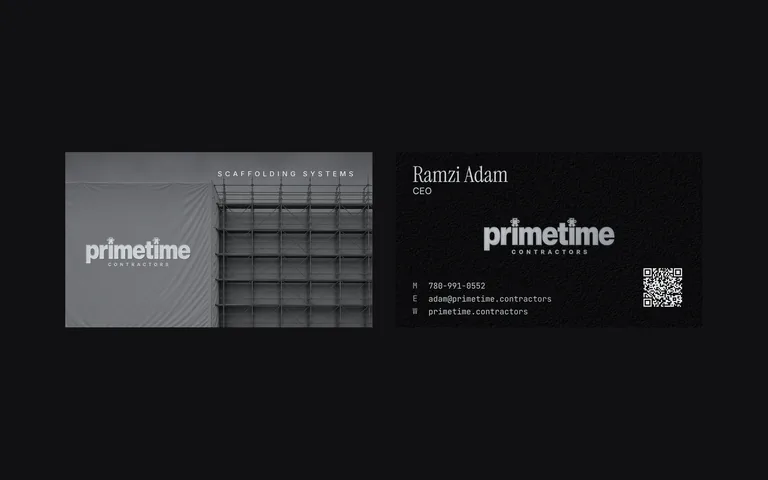 SCAFFOLDING SYSTEMS
primetime
CONTRACTORS
Ramzi Adam
CEO
primetime
CONTRACTORS
M 780-991-0552
E adam@primetime.contractors
W primetime.contractors